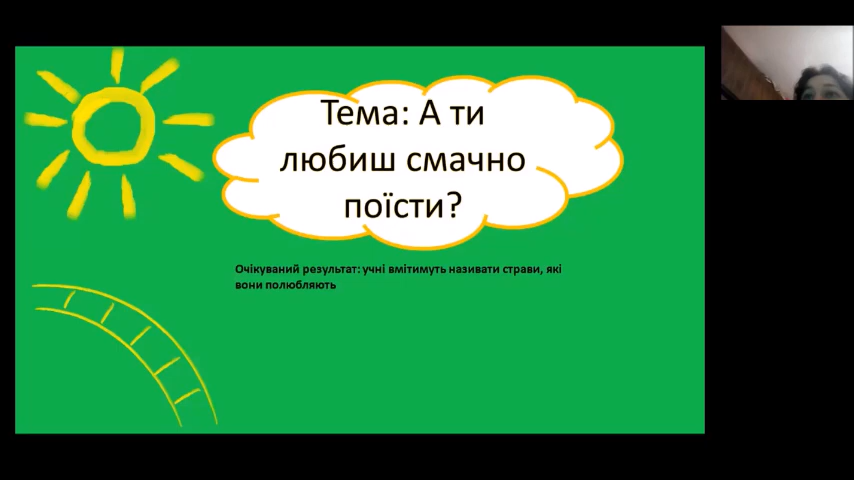 Тема: А ти
любиш смачно
поїсти?
Очікуваний результат: учні вмітимуть називати страви, які
вони полюбляють